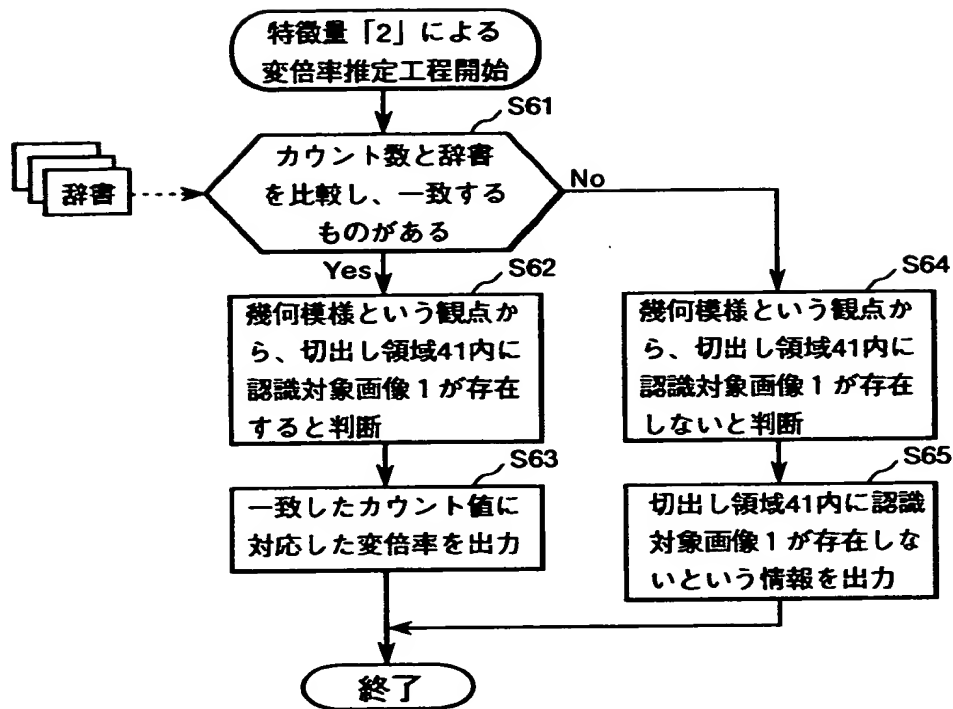 特徴量「2」による
変倍率推定工程開始
S61
カウント数と辞書
を比較し、一致する
ものがある
辞書
No
Yes
S62
幾何模様という観点か
ら、切出し領域41内に
認識対象画像1が存在
すると判断
S63
一致したカウント値に
対応した変倍率を出力
S64
幾何模様という観点か
ら、切出し領域41内に
認識対象画像1が存在
しないと判断
S65
切出し領域41内に認識
対象画像1が存在しな
いという情報を出力
終了